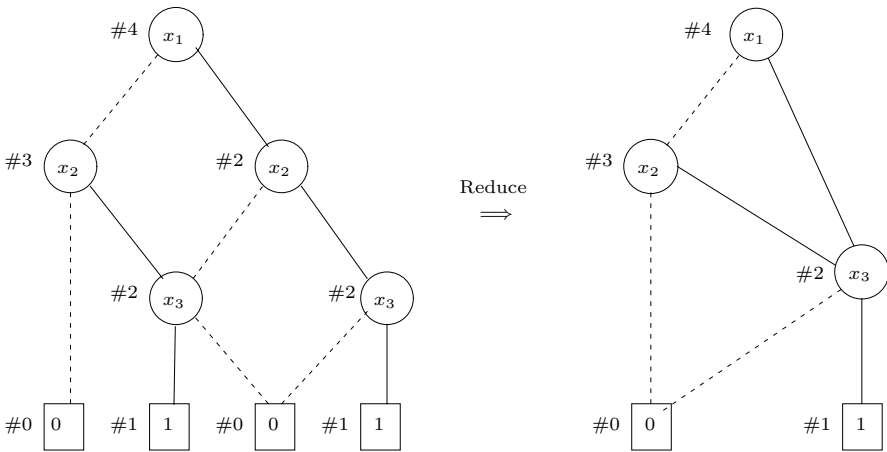 #4 x₁ #4 x₁
#3 x₂ #2 x₂ Reduce #3 x₂
⟹
#2 x₃ #2 x₃ #2 x₃
#0 0 #1 1 #0 0 #1 1 #0 0 #1 1